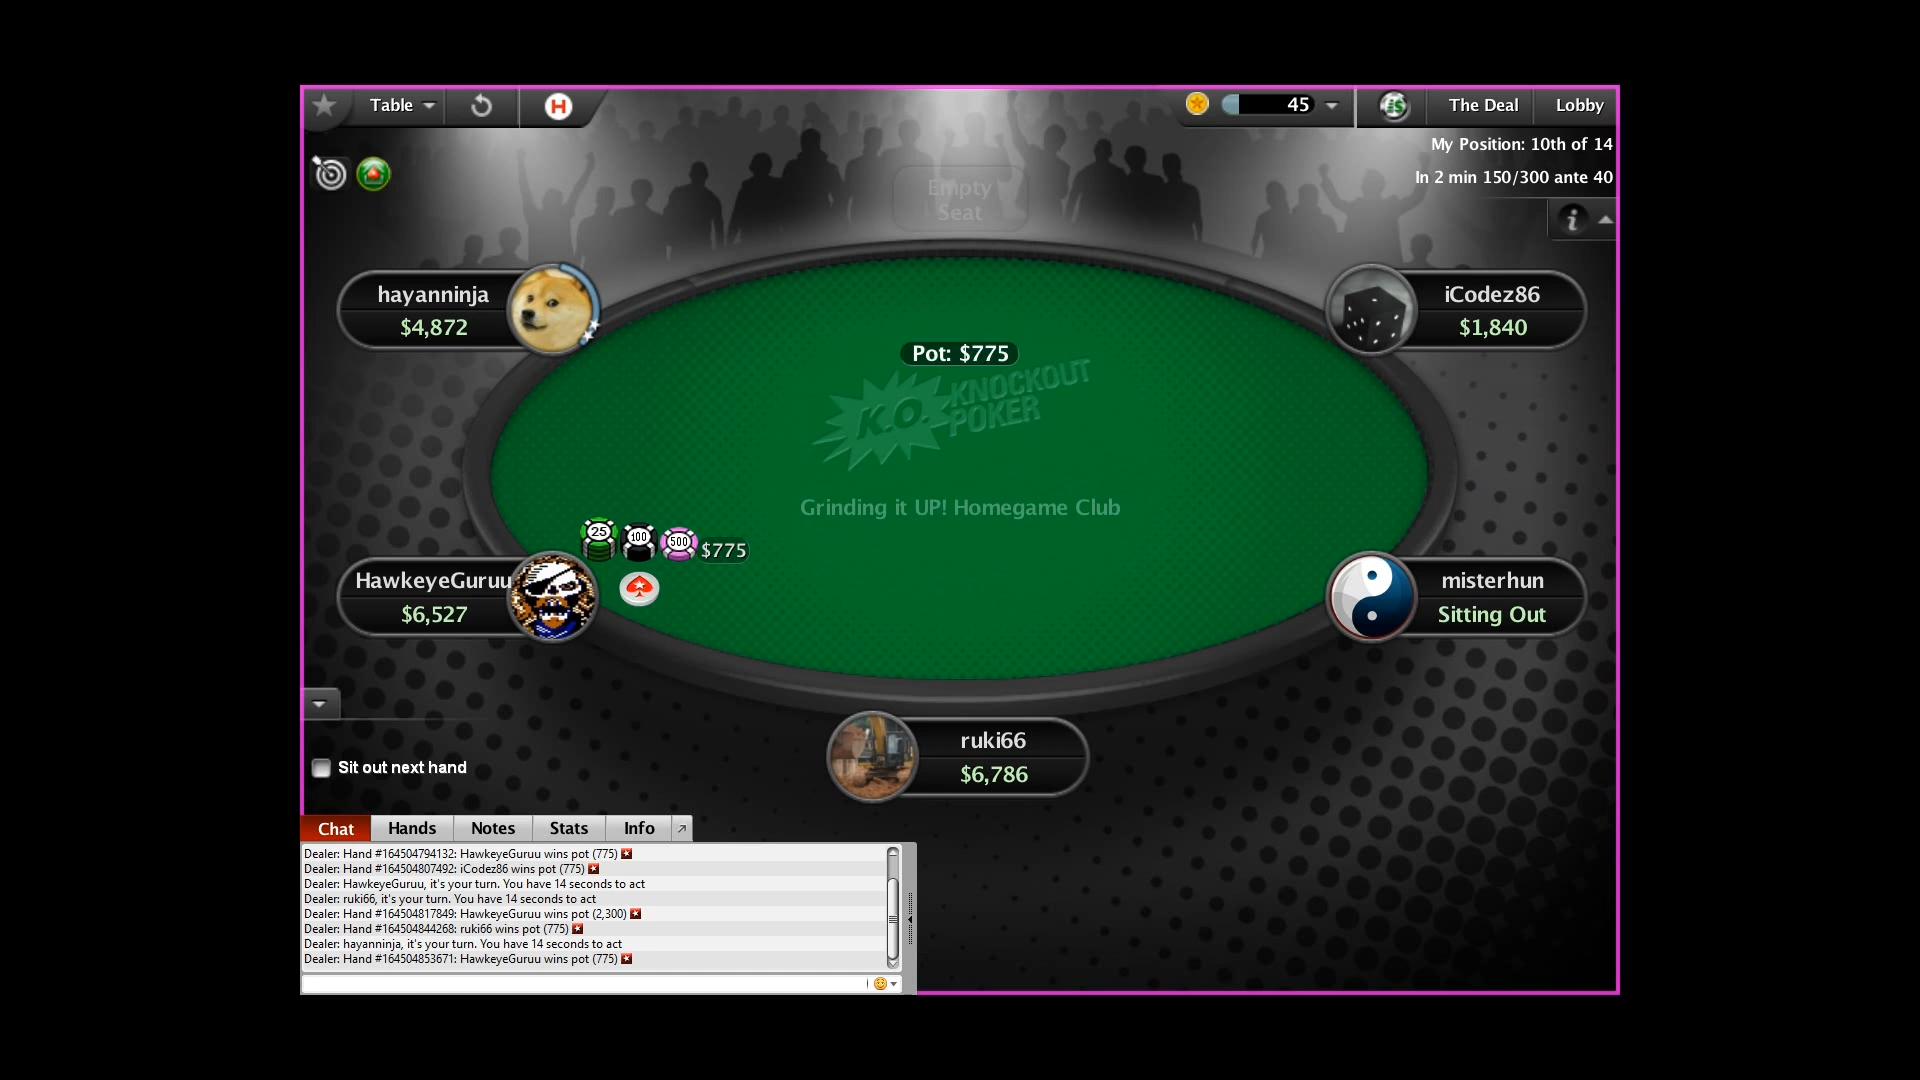 Table
H
45
The Deal
Lobby
My Position: 10th of 14
In 2 min 150/300 ante 40
Empty
Seat
i
hayanninja
$4,872
iCodez86
$1,840
Pot: $775
K.O. KNOCKOUT
POKER
Grinding it UP! Homegame Club
25
100
500
$775
HawkeyeGuruu
$6,527
misterhun
Sitting Out
ruki66
$6,786
Sit out next hand
Chat
Hands
Notes
Stats
Info
Dealer: Hand #164504794132: HawkeyeGuruu wins pot (775)
Dealer: Hand #164504807492: iCodez86 wins pot (775)
Dealer: HawkeyeGuruu, it's your turn. You have 14 seconds to act
Dealer: ruki66, it's your turn. You have 14 seconds to act
Dealer: Hand #164504817849: HawkeyeGuruu wins pot (2,300)
Dealer: Hand #164504844268: ruki66 wins pot (775)
Dealer: hayanninja, it's your turn. You have 14 seconds to act
Dealer: Hand #164504853671: HawkeyeGuruu wins pot (775)